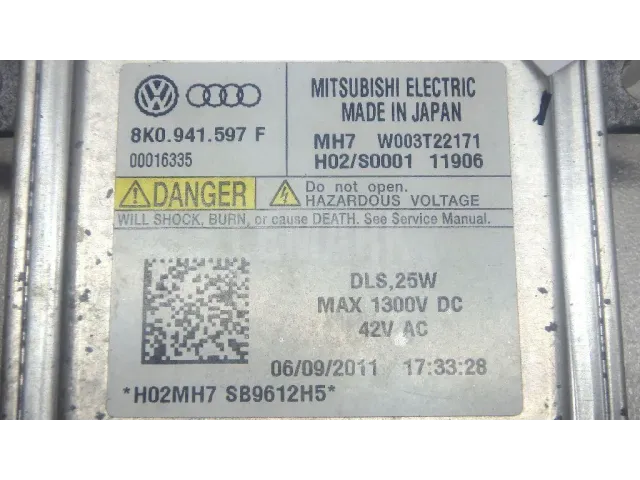 8K0.941.597 F
00016335
MITSUBISHI ELECTRIC
MADE IN JAPAN
MH7 W003T22171
H02/S0001 11906
DANGER
Do not open.
HAZARDOUS VOLTAGE
WILL SHOCK, BURN, or cause DEATH. See Service Manual.
DLS,25W
MAX 1300V DC
42V AC
06/09/2011 17:33:28
*H02MH7 SB9612H5*